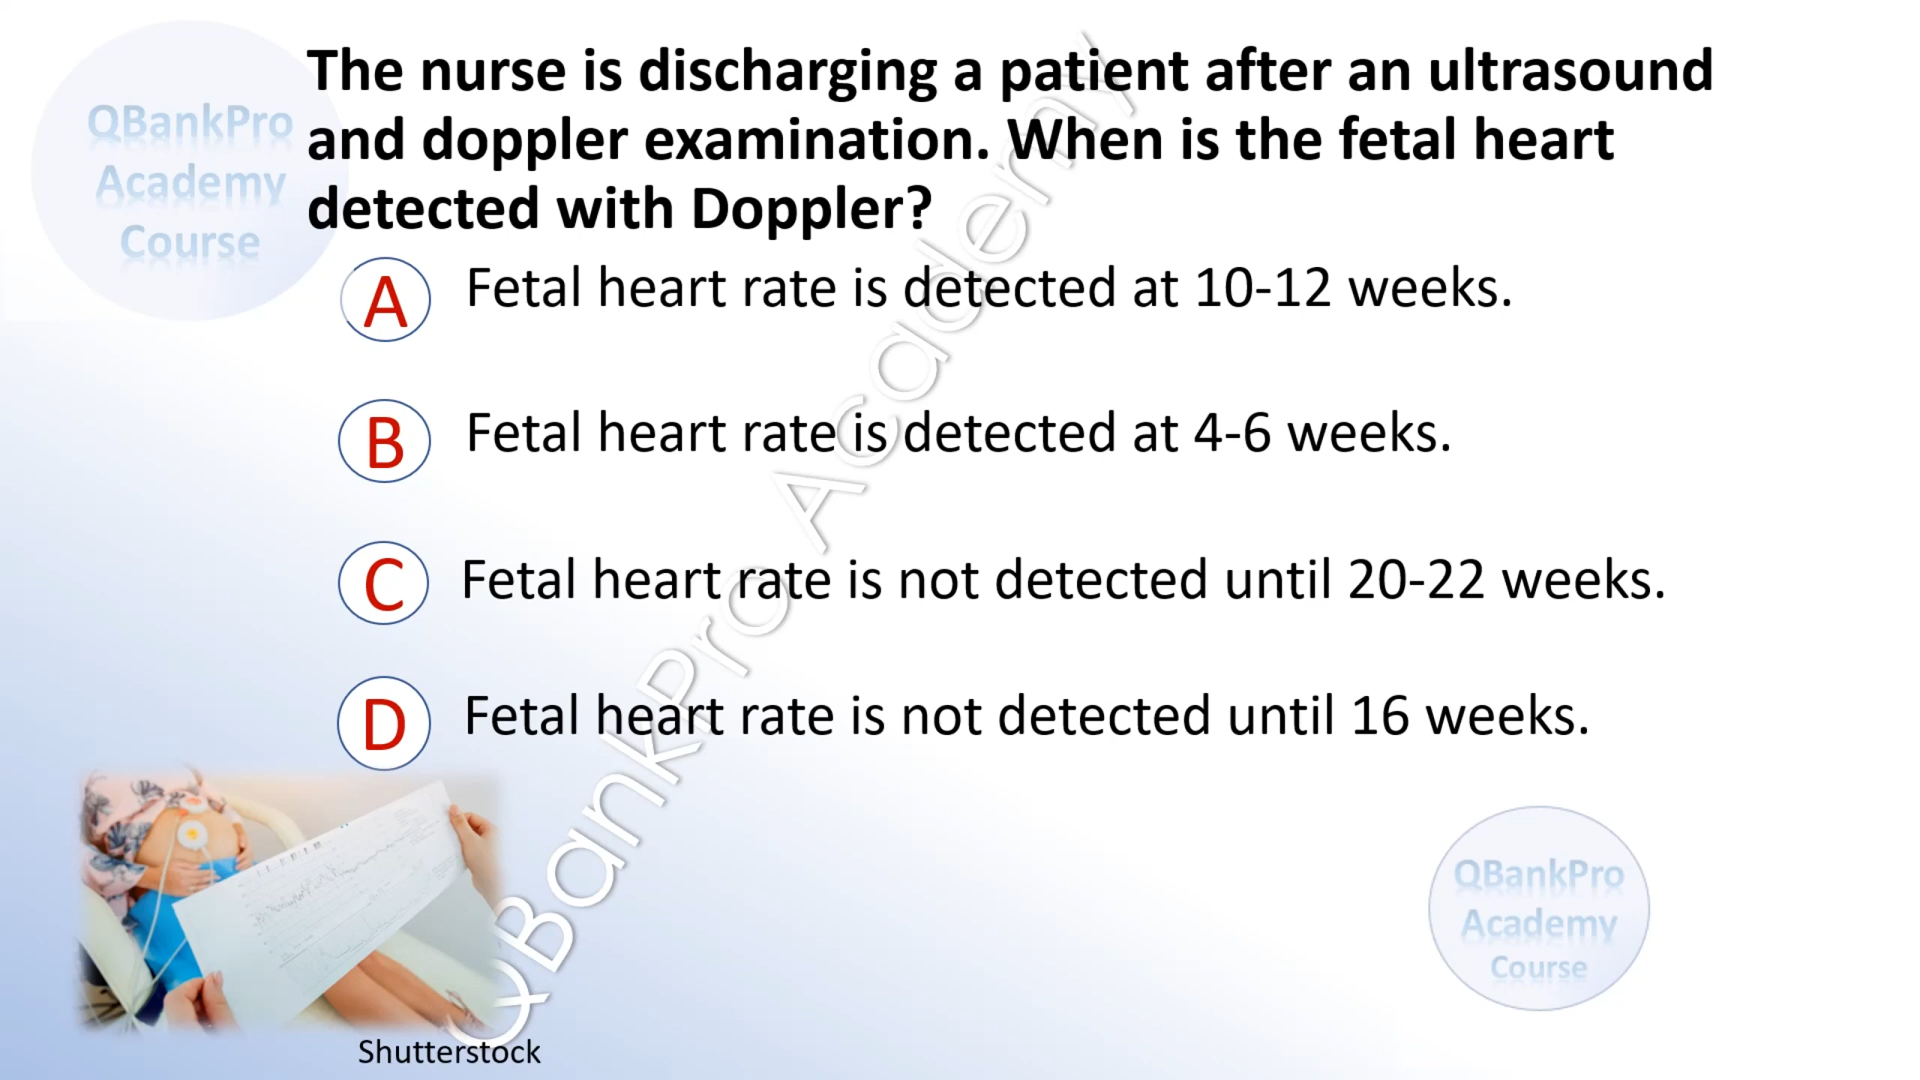 QBankPro
Academy
Course
The nurse is discharging a patient after an ultrasound
and doppler examination. When is the fetal heart
detected with Doppler?
A Fetal heart rate is detected at 10-12 weeks.
B Fetal heart rate is detected at 4-6 weeks.
C Fetal heart rate is not detected until 20-22 weeks.
D Fetal heart rate is not detected until 16 weeks.
QBankPro Academy
QBankPro
Academy
Course
Shutterstock